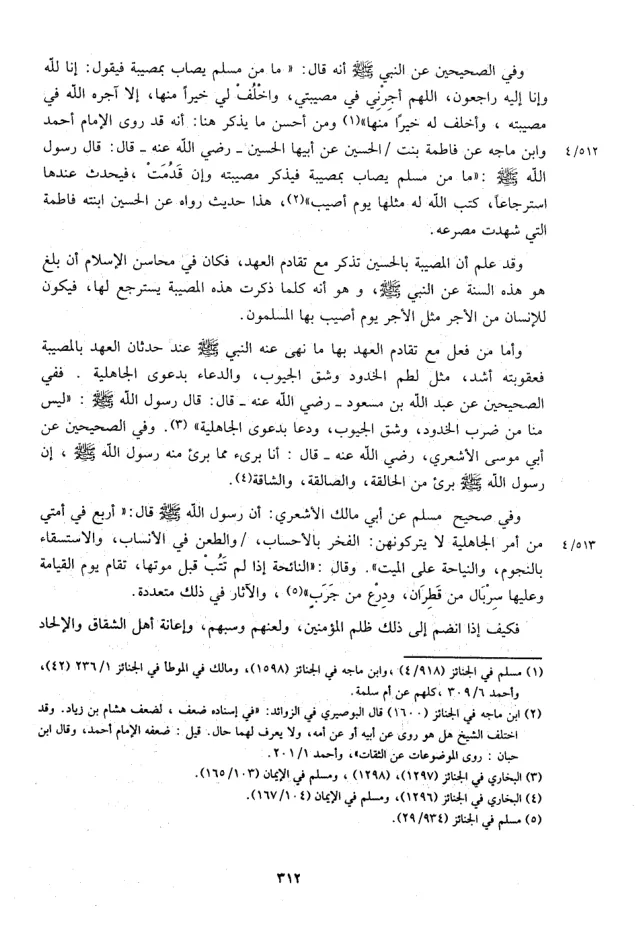 وفي الصحيحين عن النبي ﷺ أنه قال: « ما من مسلم يصاب بمصيبة فيقول: إنا لله
وإنا إليه راجعون، اللهم أجِرْنِي في مصيبتي، واخْلُفْ لي خيراً منها، إلا آجره الله في
مصيبته ، وأخلف له خيرًا منها»(١) ومن أحسن ما يذكر هنا: أنه قد روى الإمام أحمد
٤/٥١٢ وابن ماجه عن فاطمة بنت /الحسين عن أبيها الحسين ـ رضي الله عنه ـ قال: قال رسول
الله ﷺ :«ما من مسلم يصاب بمصيبة فيذكر مصيبته وإن قَدُمَتْ ،فيحدث عندها
استرجاعاً، كتب الله له مثلها يوم أصيب»(٢)، هذا حديث رواه عن الحسين ابنته فاطمة
التي شهدت مصرعه.
وقد علم أن المصيبة بالحسين تذكر مع تقادم العهد، فكان في محاسن الإسلام أن بلغ
هو هذه السنة عن النبي ﷺ، و هو أنه كلما ذكرت هذه المصيبة يسترجع لها، فيكون
للإنسان من الأجر مثل الأجر يوم أصيب بها المسلمون.
وأما من فعل مع تقادم العهد بها ما نهى عنه النبي ﷺ عند حدثان العهد بالمصيبة
فعقوبته أشد، مثل لطم الخدود وشق الجيوب، والدعاء بدعوى الجاهلية . ففي
الصحيحين عن عبد الله بن مسعود ـ رضي الله عنه ـ قال: قال رسول الله ﷺ : «ليس
منا من ضرب الخدود، وشق الجيوب، ودعا بدعوى الجاهلية» (٣). وفي الصحيحين عن
أبي موسى الأشعري، رضي الله عنه ـ قال : أنا برىء مما برئ منه رسول الله ﷺ ، إن
رسول الله ﷺ برئ من الحالقة، والصالقة، والشاقة(٤).
وفي صحيح مسلم عن أبي مالك الأشعري: أن رسول الله ﷺ قال:« أربع في أمتي
٤/٥١٣ من أمر الجاهلية لا يتركونهن: الفخر بالأحساب، /والطعن في الأنساب، والاستسقاء
بالنجوم، والنياحة على الميت». وقال :«النائحة إذا لم تَتُبْ قبل موتها، تقام يوم القيامة
وعليها سِرْبَال من قَطِرَان، ودِرْع من جَرَبٍ»(٥) ، والآثار في ذلك متعددة.
فكيف إذا انضم إلى ذلك ظلم المؤمنين، ولعنهم وسبهم، وإعانة أهل الشقاق والإلحاد
(١) مسلم في الجنائز (٤/٩١٨) ،وابن ماجه في الجنائز (١٥٩٨)، ومالك في الموطأ في الجنائز ٢٣٦/١ (٤٢)،
وأحمد ٣٠٩/٦ ،كلهم عن أم سلمة.
(٢) ابن ماجه في الجنائز (١٦٠٠) قال البوصيري في الزوائد: «في إسناده ضعف ، لضعف هشام بن زياد. وقد
اختلف الشيخ هل هو روى عن أبيه أو عن أمه، ولا يعرف لهما حال. قيل : ضعفه الإمام أحمد، وقال ابن
حبان : روى الموضوعات عن الثقات»، وأحمد ٢٠١/١.
(٣) البخاري في الجنائز (١٢٩٧)، (١٢٩٨) ، ومسلم في الإيمان (١٦٥/١٠٣).
(٤) البخاري في الجنائز (١٢٩٦)، ومسلم في الإيمان (١٦٧/١٠٤).
(٥) مسلم في الجنائز (٢٩/٩٣٤).
٣١٢